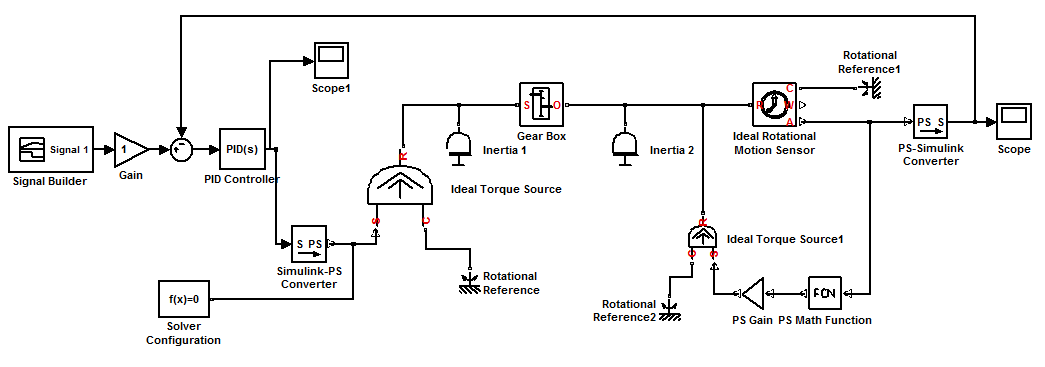 Scope1
Rotational
Reference1
C
R
W
A
Ideal Rotational
Motion Sensor
S
O
Gear Box
Signal 1
Signal Builder
1
Gain
PID(s)
PID Controller
Inertia 1
Inertia 2
PS S
PS-Simulink
Converter
Scope
R
S
C
Ideal Torque Source
S PS
Simulink-PS
Converter
Rotational
Reference
R
C
S
Ideal Torque Source1
f(x)=0
Solver
Configuration
Rotational
Reference2
PS Gain
FCN
PS Math Function